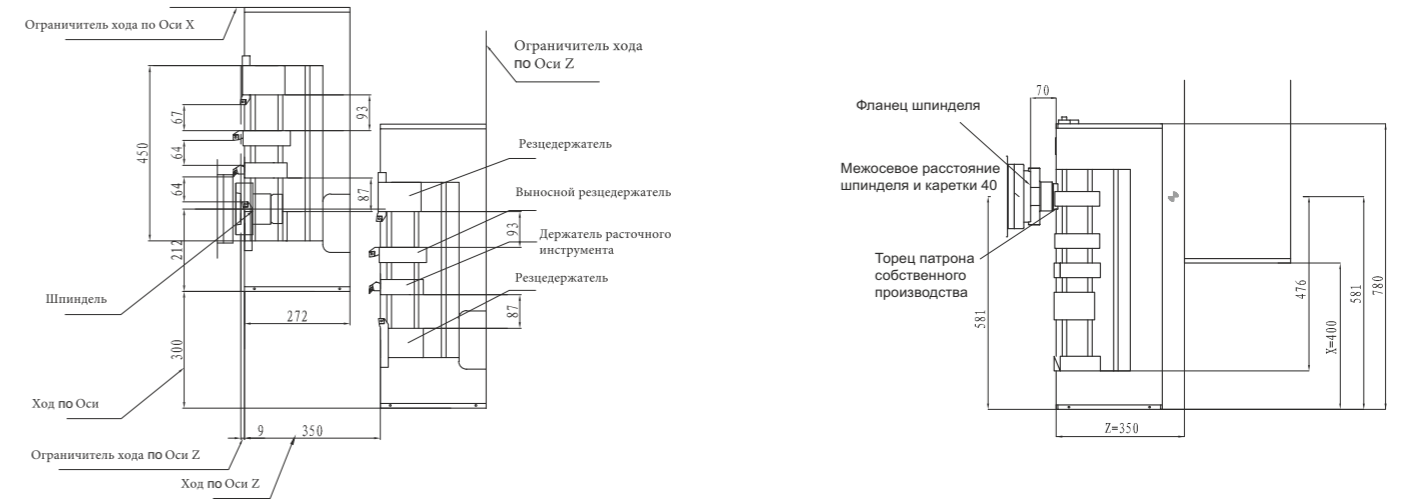 Ограничитель хода по Оси X
450
67
64
64
212
300
93
87
272
9
350
Шпиндель
Ход по Оси
Ограничитель хода по Оси Z
Ход по Оси Z
Ограничитель хода
по Оси Z
Резцедержатель
Выносной резцедержатель
93
Держатель расточного
инструмента
Резцедержатель
87
70
Фланец шпинделя
Межосевое расстояние
шпинделя и каретки 40
Торец патрона
собственного
производства
581
476
581
780
X=400
Z=350